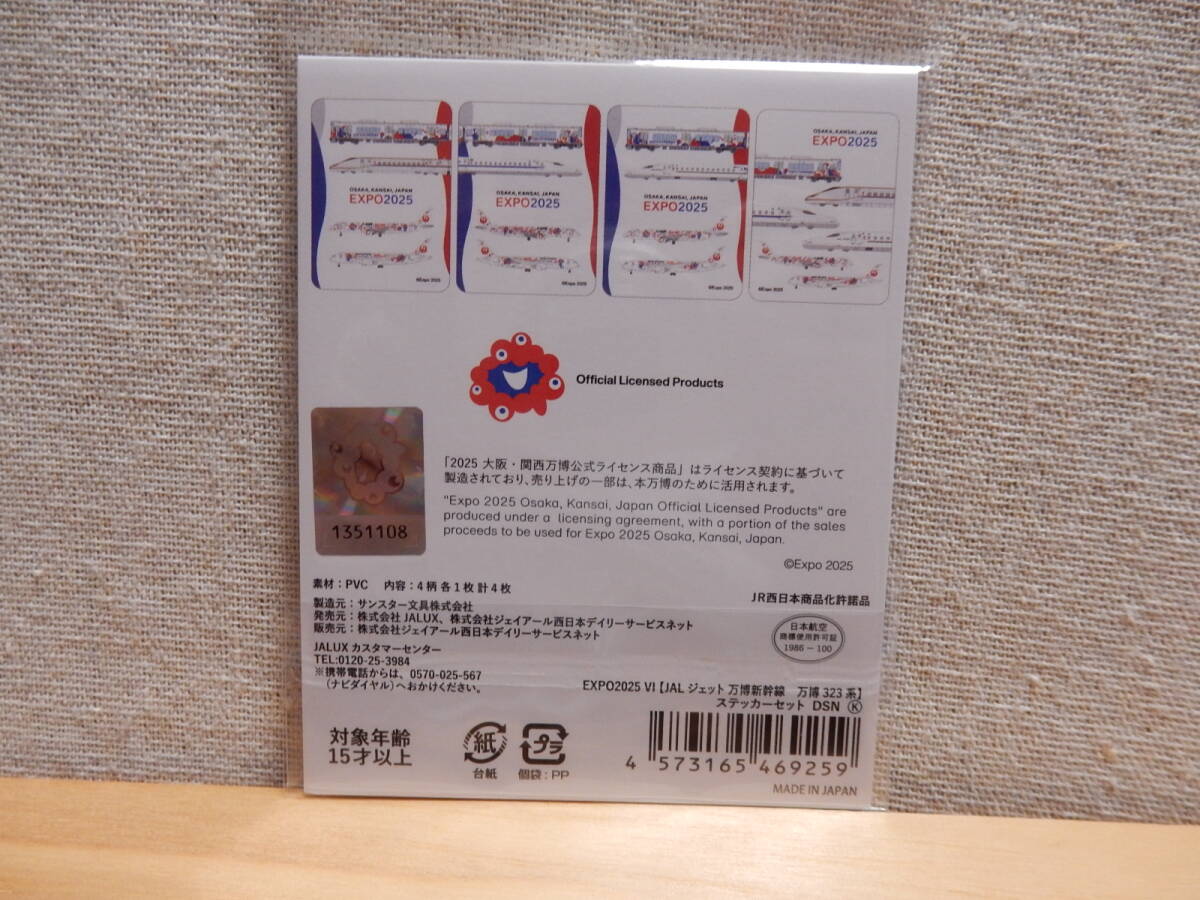 OSAKA, KANSAI, JAPAN
EXPO2025
©Expo 2025
OSAKA, KANSAI, JAPAN
EXPO2025
©Expo 2025
OSAKA, KANSAI, JAPAN
EXPO2025
©Expo 2025
OSAKA, KANSAI, JAPAN
EXPO2025
©Expo 2025
Official Licensed Products
1351108
「2025 大阪・関西万博公式ライセンス商品」はライセンス契約に基づいて
製造されており、売り上げの一部は、本万博のために活用されます。
"Expo 2025 Osaka, Kansai, Japan Official Licensed Products" are
produced under a licensing agreement, with a portion of the sales
proceeds to be used for Expo 2025 Osaka, Kansai, Japan.
©Expo 2025
素材：PVC 内容：4 柄 各 1 枚 計 4 枚
JR西日本商品化許諾品
製造元：サンスター文具株式会社
発売元：株式会社 JALUX、株式会社ジェイアール西日本デイリーサービスネット
販売元：株式会社ジェイアール西日本デイリーサービスネット
日本航空
商標使用許可証
1986－100
JALUX カスタマーセンター
TEL:0120-25-3984
※携帯電話からは、0570-025-567
（ナビダイヤル）へおかけください。
EXPO2025 VI【JAL ジェット 万博新幹線 万博 323 系】
ステッカーセット DSN Ⓚ
対象年齢
15才以上
紙
台紙
プラ
個袋：PP
4 573165 469259
MADE IN JAPAN